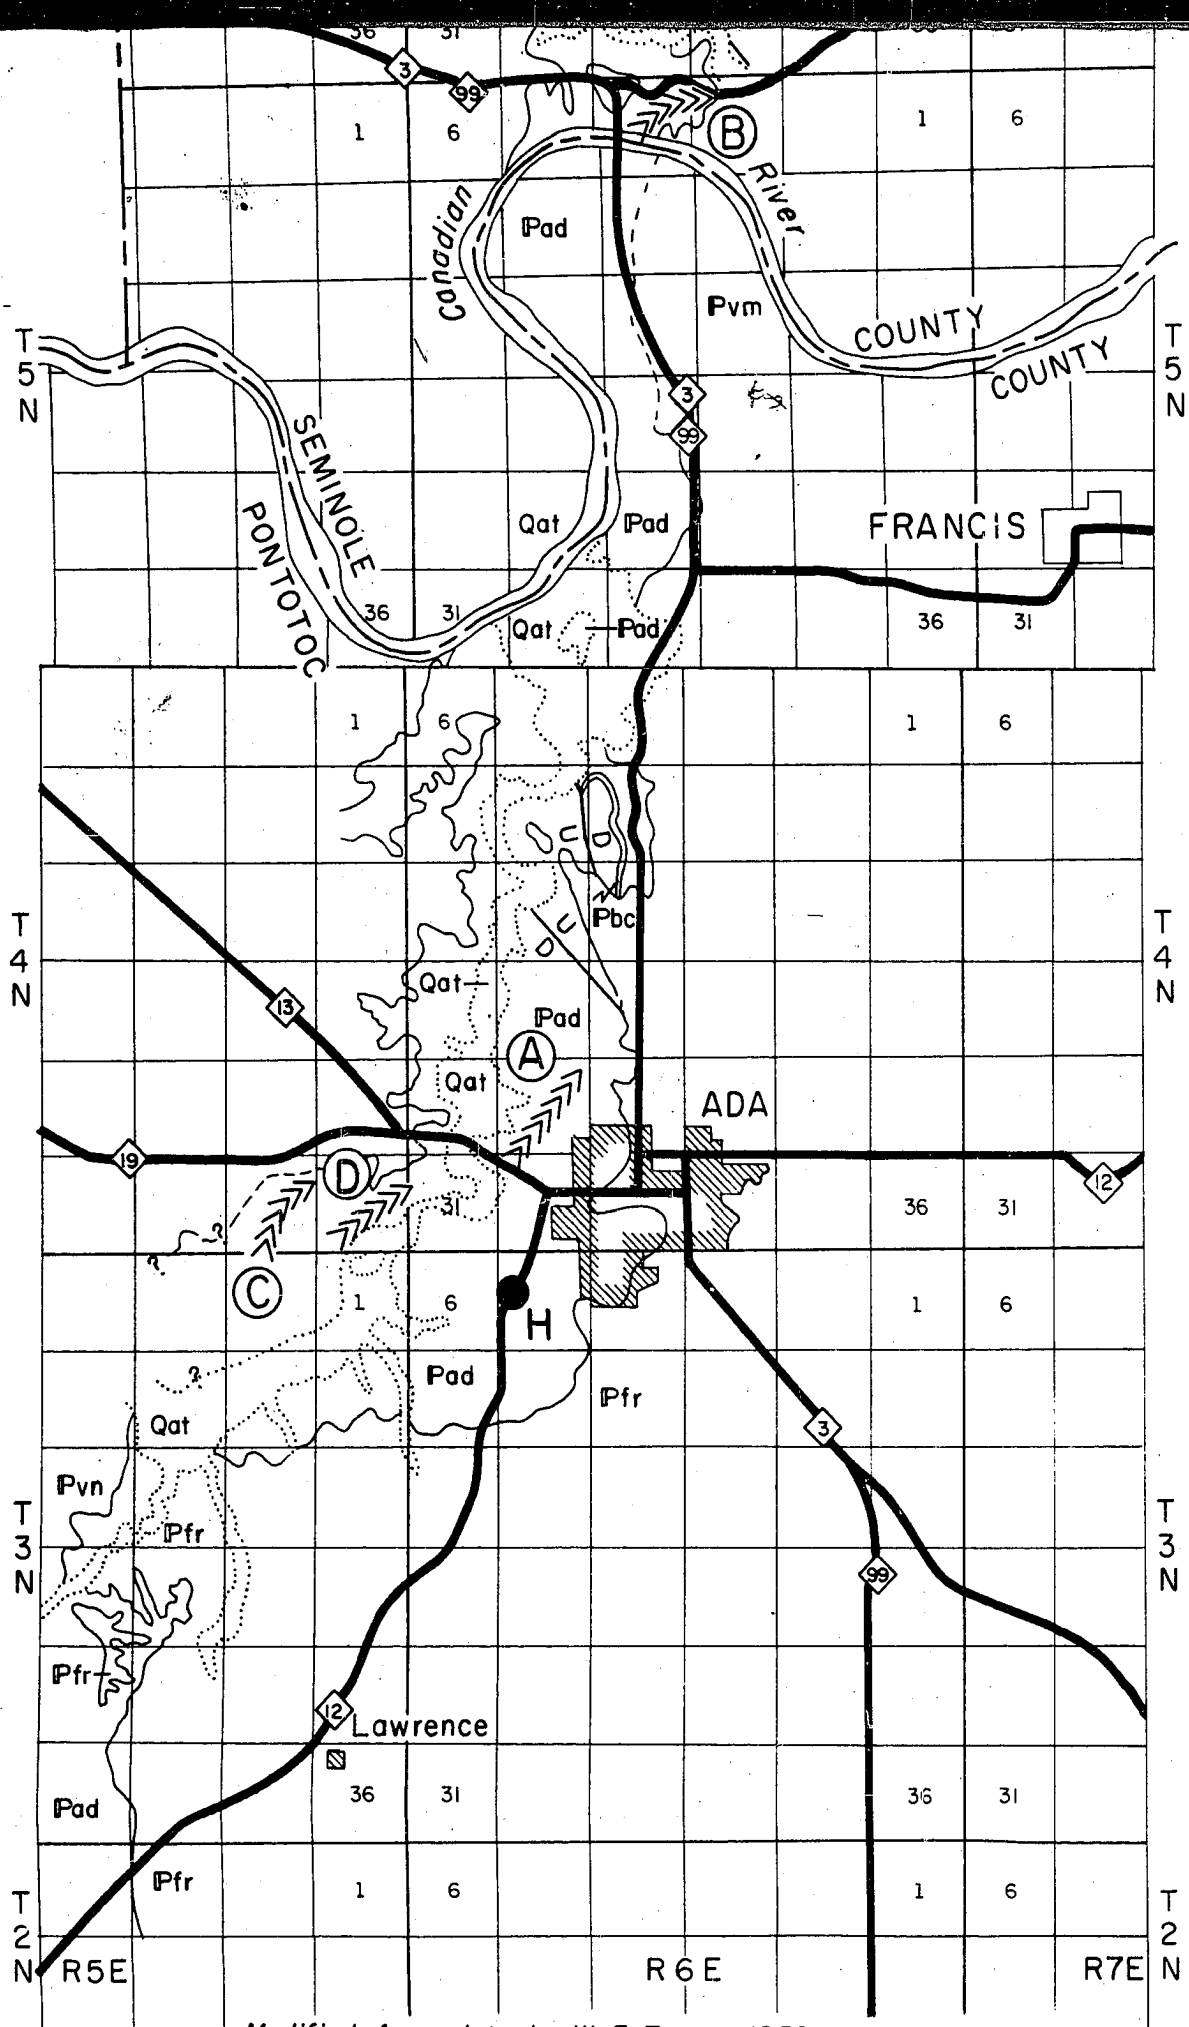 36 31
3
99
1 6
B
1 6
Canadian
River
Pad
Pvm
T
5
N
T
5
N
COUNTY
COUNTY
3
99
SEMINOLE
PONTOTOC
Qat
Pad
FRANCIS
36 31
Qat
Pad
36 31
1 6
1 6
U
D
Pbc
U
D
T
4
N
T
4
N
Qat
13
Pad
A
Qat
ADA
19
D
12
31
36 31
?
?
C
1 6
H
1 6
?
Pad
Pfr
Qat
3
Pvn
Pfr
T
3
N
T
3
N
99
Pfr
12
Lawrence
36 31
36 31
Pad
Pfr
1 6
1 6
T
2
N
T
2
N
R5E
R6E
R7E